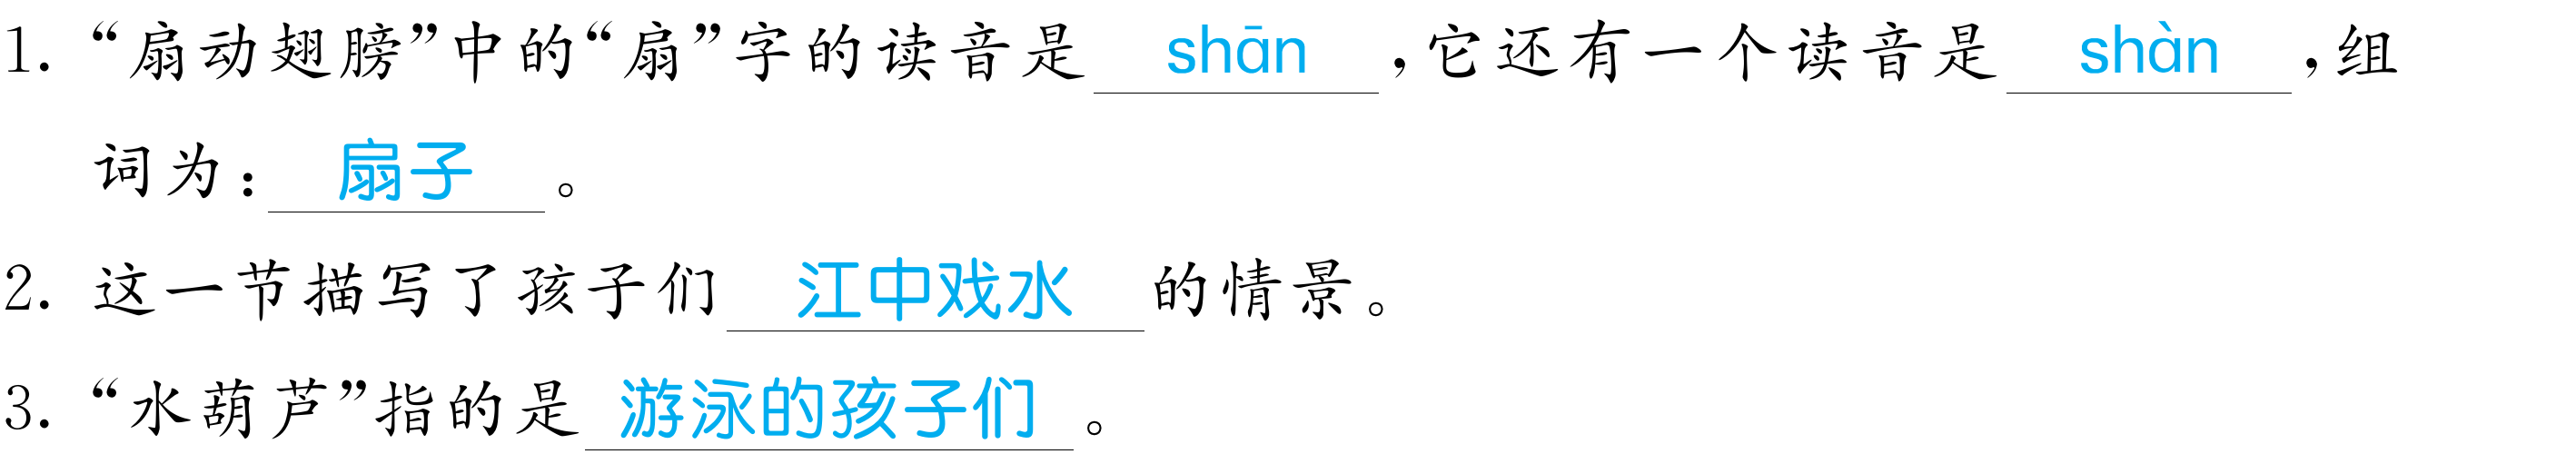 1. “扇动翅膀”中的“扇”字的读音是 shān ，它还有一个读音是 shàn ，组
词为： 扇子 。
2. 这一节描写了孩子们 江中戏水 的情景。
3. “水葫芦”指的是 游泳的孩子们 。